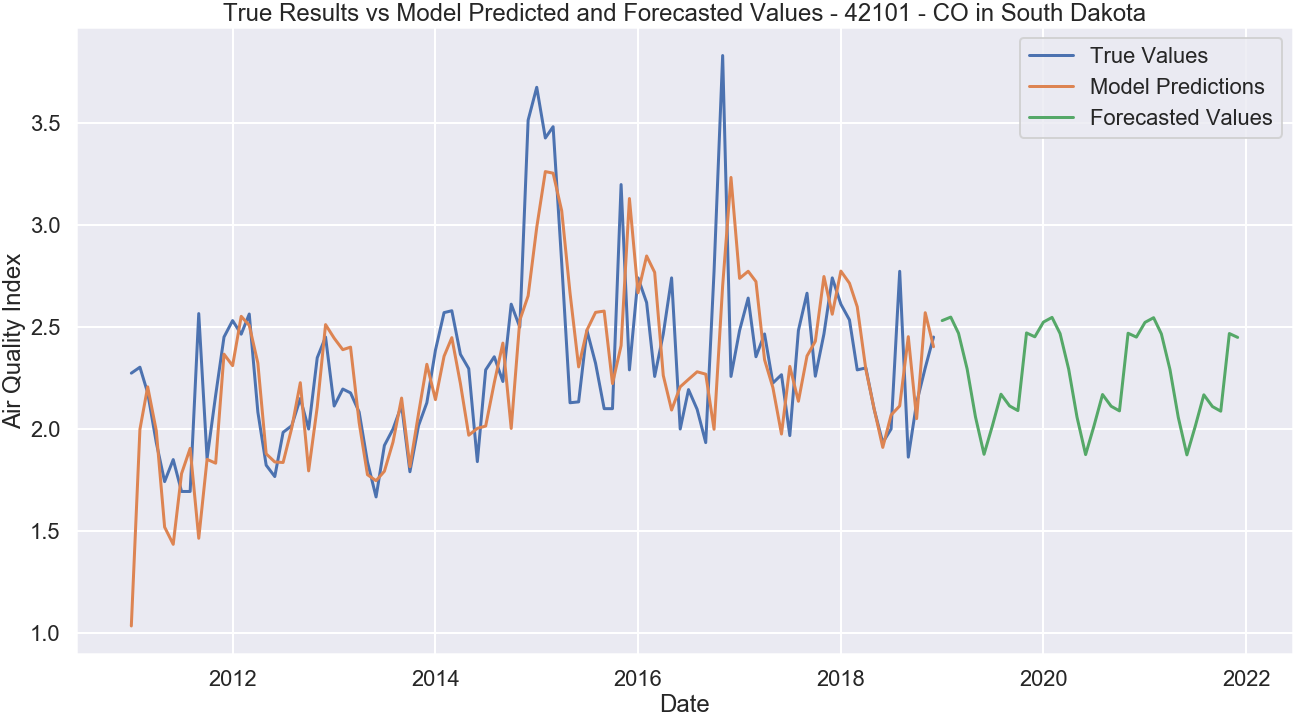 True Results vs Model Predicted and Forecasted Values - 42101 - CO in South Dakota
True Values
Model Predictions
Forecasted Values
Air Quality Index
3.5
3.0
2.5
2.0
1.5
1.0
2012 2014 2016 2018 2020 2022
Date